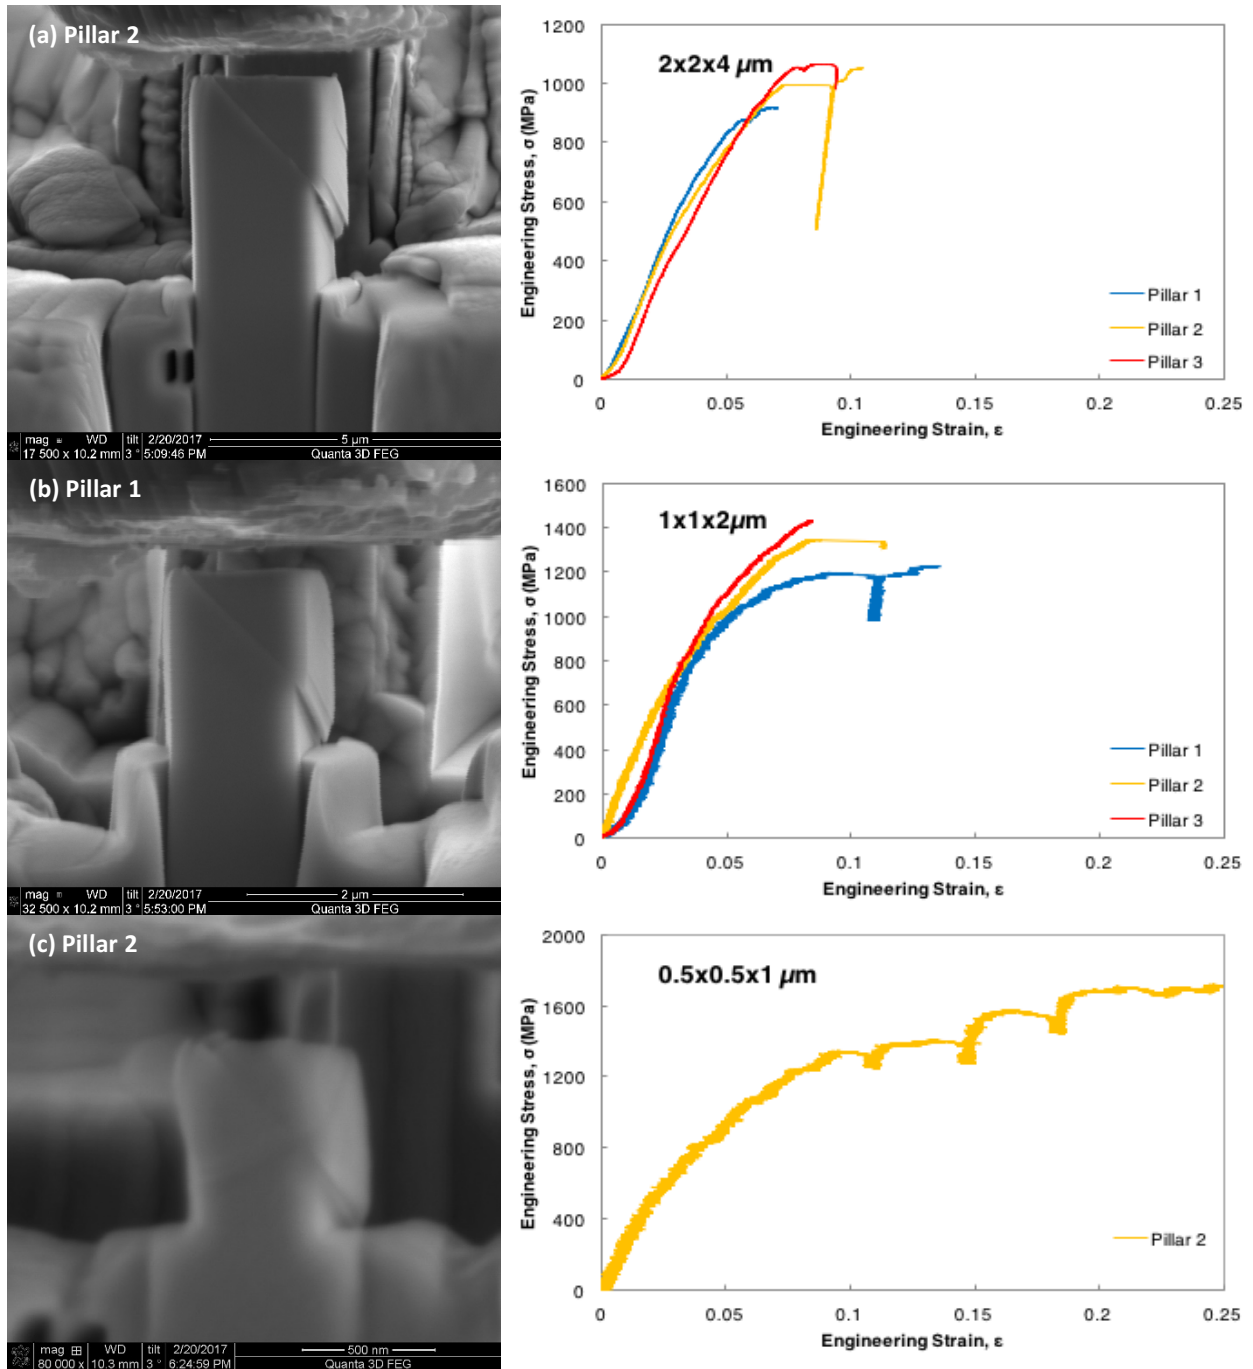 (a) Pillar 2
mag WD tilt 2/20/2017 5 µm
17 500 x 10.2 mm 3 ° 5:09:46 PM Quanta 3D FEG
1200
1000
800
600
400
200
0
Engineering Stress, σ (MPa)
2x2x4 µm
Pillar 1
Pillar 2
Pillar 3
0 0.05 0.1 0.15 0.2 0.25
Engineering Strain, ε
(b) Pillar 1
mag WD tilt 2/20/2017 2 µm
32 500 x 10.2 mm 3 ° 5:53:00 PM Quanta 3D FEG
1600
1400
1200
1000
800
600
400
200
0
Engineering Stress, σ (MPa)
1x1x2µm
Pillar 1
Pillar 2
Pillar 3
0 0.05 0.1 0.15 0.2 0.25
Engineering Strain, ε
(c) Pillar 2
mag WD tilt 2/20/2017 500 nm
80 000 x 10.3 mm 3 ° 6:24:59 PM Quanta 3D FEG
2000
1600
1200
800
400
0
Engineering Stress, σ (MPa)
0.5x0.5x1 µm
Pillar 2
0 0.05 0.1 0.15 0.2 0.25
Engineering Strain, ε